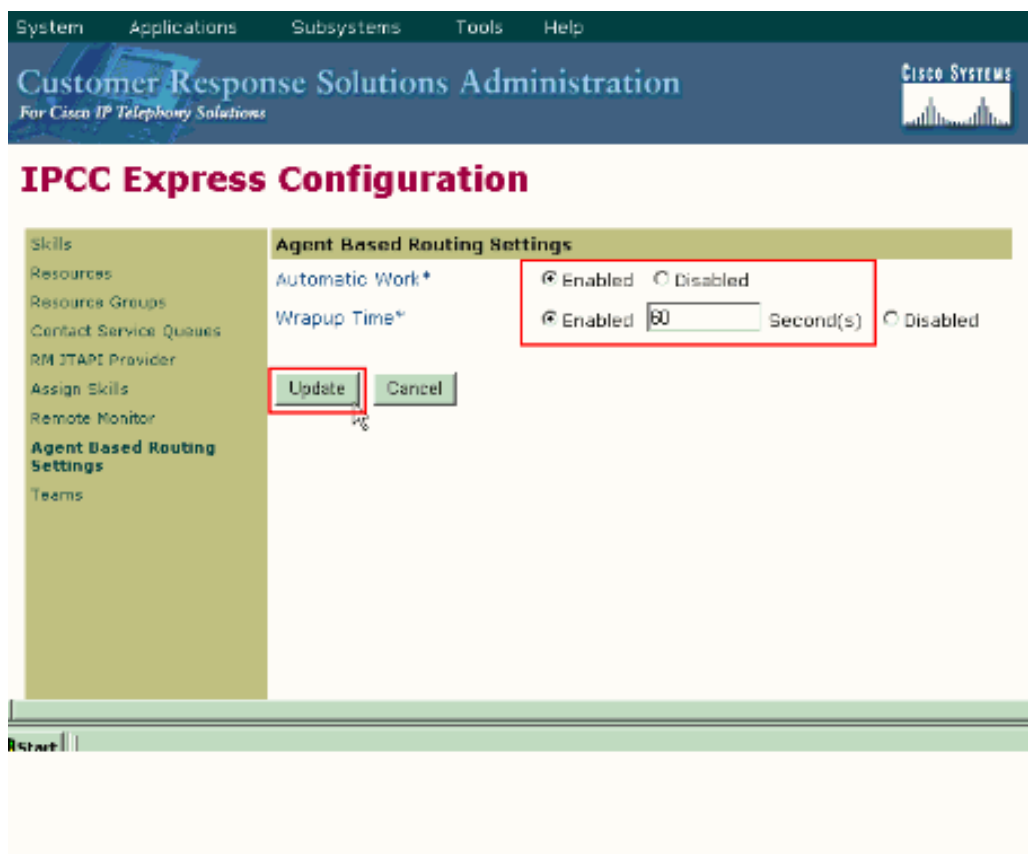 System Applications Subsystems Tools Help
Customer Response Solutions Administration
For Cisco IP Telephony Solutions
CISCO SYSTEMS
IPCC Express Configuration
Skills
Resources
Resource Groups
Contact Service Queues
RM JTAPI Provider
Assign Skills
Remote Monitor
Agent Based Routing
Settings
Teams
Agent Based Routing Settings
Automatic Work* Enabled Disabled
Wrapup Time* Enabled 60 Second(s) Disabled
Update Cancel
Start